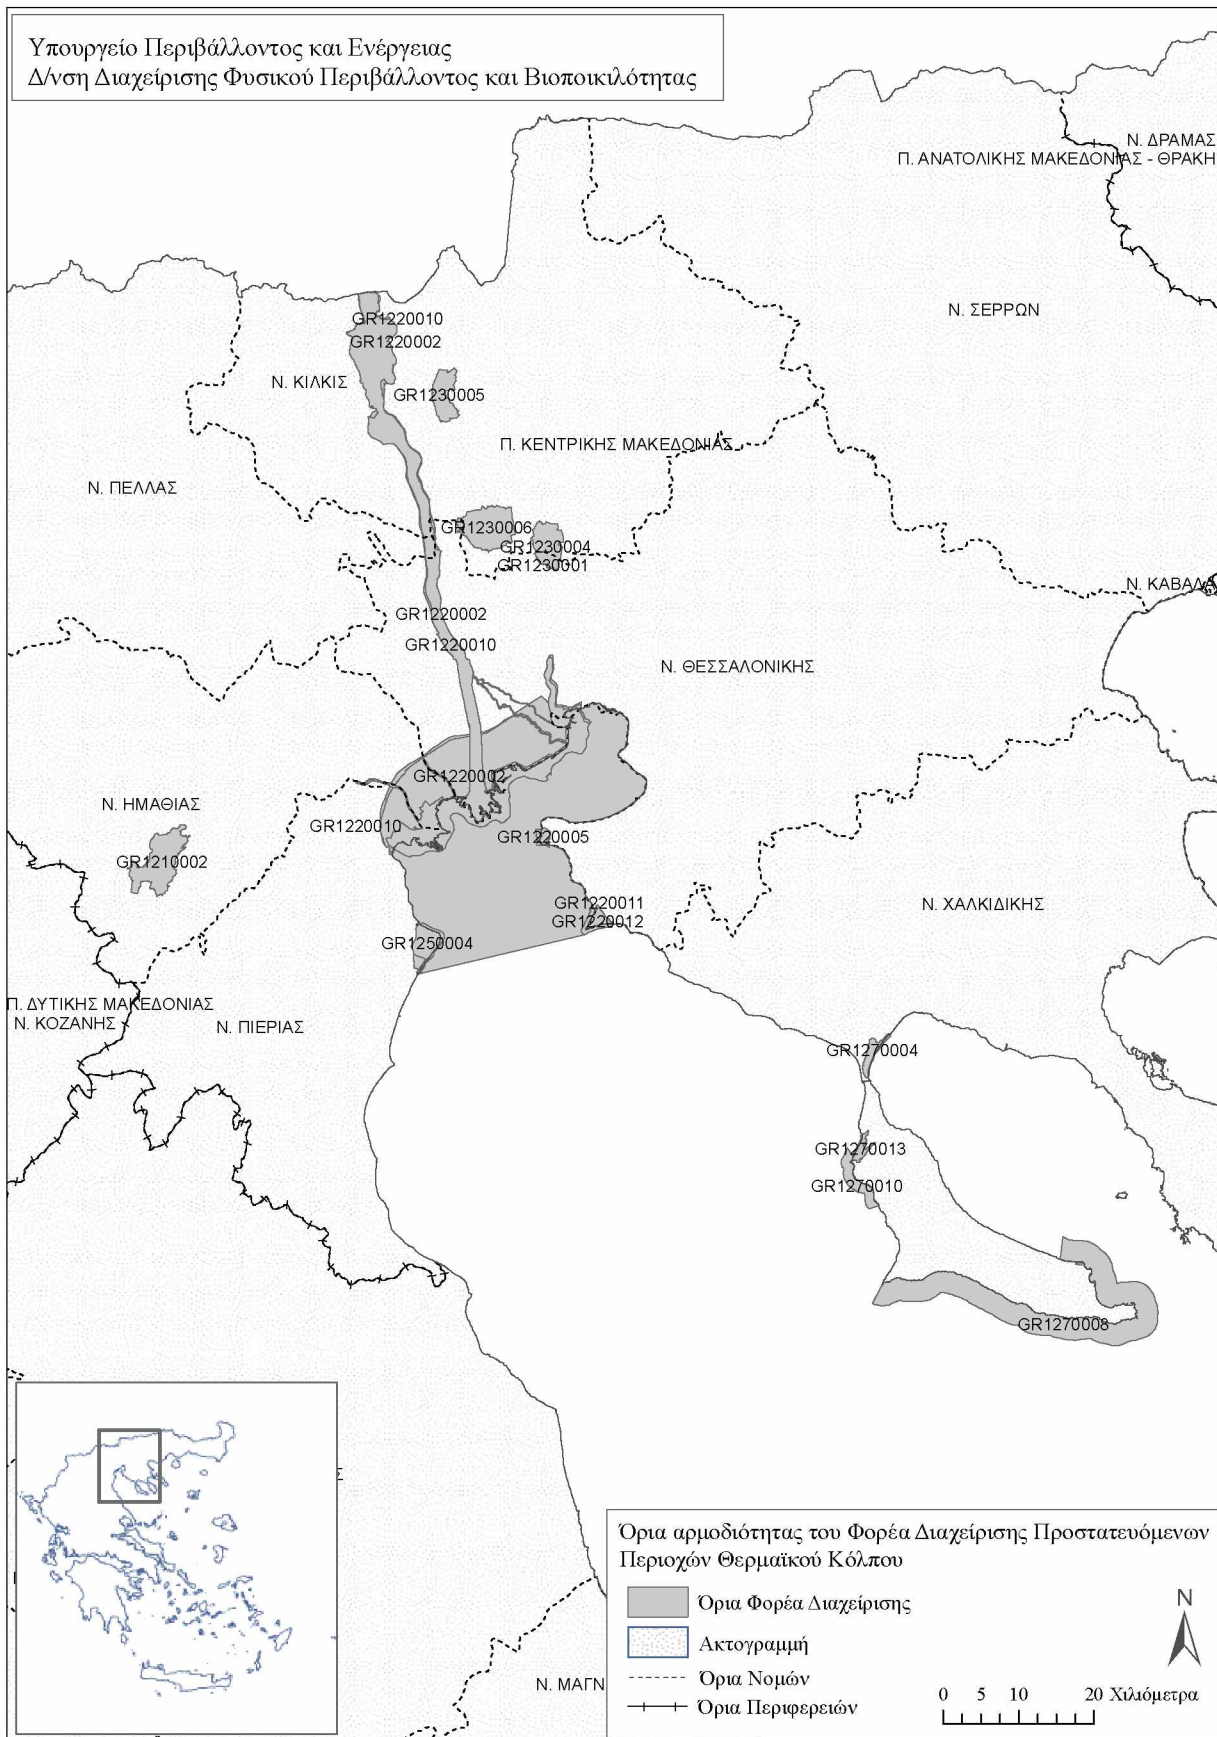 Υπουργείο Περιβάλλοντος και Ενέργειας
Δ/νση Διαχείρισης Φυσικού Περιβάλλοντος και Βιοποικιλότητας
Ν. ΔΡΑΜΑΣ
Π. ΑΝΑΤΟΛΙΚΗΣ ΜΑΚΕΔΟΝΙΑΣ - ΘΡΑΚΗ
Ν. ΣΕΡΡΩΝ
GR1220010
GR1220002
Ν. ΚΙΛΚΙΣ
GR1230005
Π. ΚΕΝΤΡΙΚΗΣ ΜΑΚΕΔΟΝΙΑΣ
Ν. ΠΕΛΛΑΣ
GR1230006
GR1230004
GR1230001
Ν. ΚΑΒΑΛΑ
GR1220002
GR1220010
Ν. ΘΕΣΣΑΛΟΝΙΚΗΣ
GR1220002
Ν. ΗΜΑΘΙΑΣ
GR1220010
GR1220005
GR1210002
GR1220011
Ν. ΧΑΛΚΙΔΙΚΗΣ
GR1220012
GR1250004
Π. ΔΥΤΙΚΗΣ ΜΑΚΕΔΟΝΙΑΣ
Ν. ΚΟΖΑΝΗΣ
Ν. ΠΙΕΡΙΑΣ
GR1270004
GR1270013
GR1270010
GR1270008
Σ
Όρια αρμοδιότητας του Φορέα Διαχείρισης Προστατευόμενων
Περιοχών Θερμαϊκού Κόλπου
Όρια Φορέα Διαχείρισης
Ακτογραμμή
Όρια Νομών
Όρια Περιφερειών
N
0 5 10 20 Χιλιόμετρα
Ν. ΜΑΓΝ